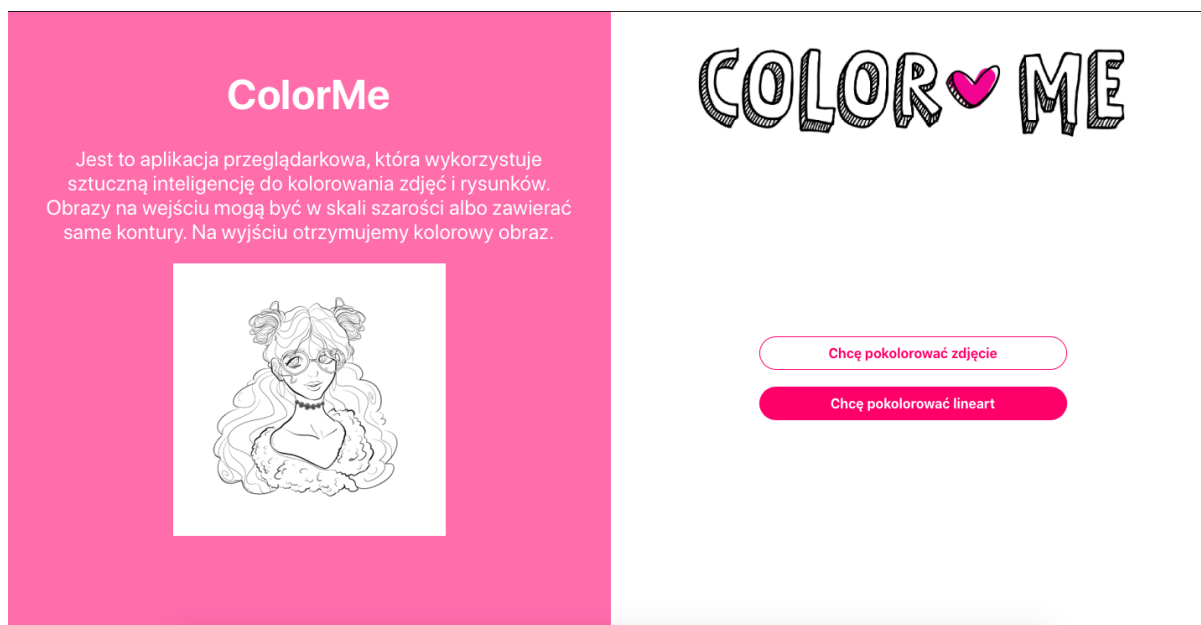 ColorMe
Jest to aplikacja przeglądarkowa, która wykorzystuje
sztuczną inteligencję do kolorowania zdjęć i rysunków.
Obrazy na wejściu mogą być w skali szarości albo zawierać
same kontury. Na wyjściu otrzymujemy kolorowy obraz.
COLOR ME
Chcę pokolorować zdjęcie
Chcę pokolorować lineart